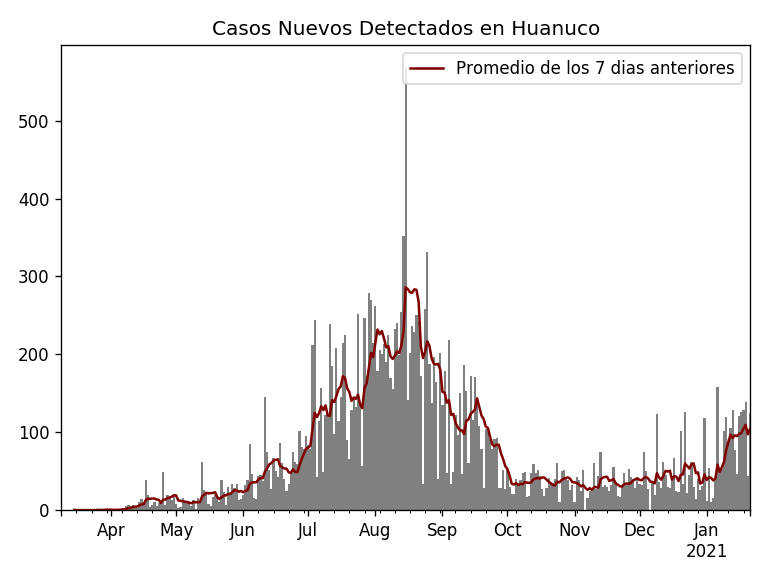 Casos Nuevos Detectados en Huanuco
Promedio de los 7 dias anteriores
500
400
300
200
100
0
Apr May Jun Jul Aug Sep Oct Nov Dec Jan
2021